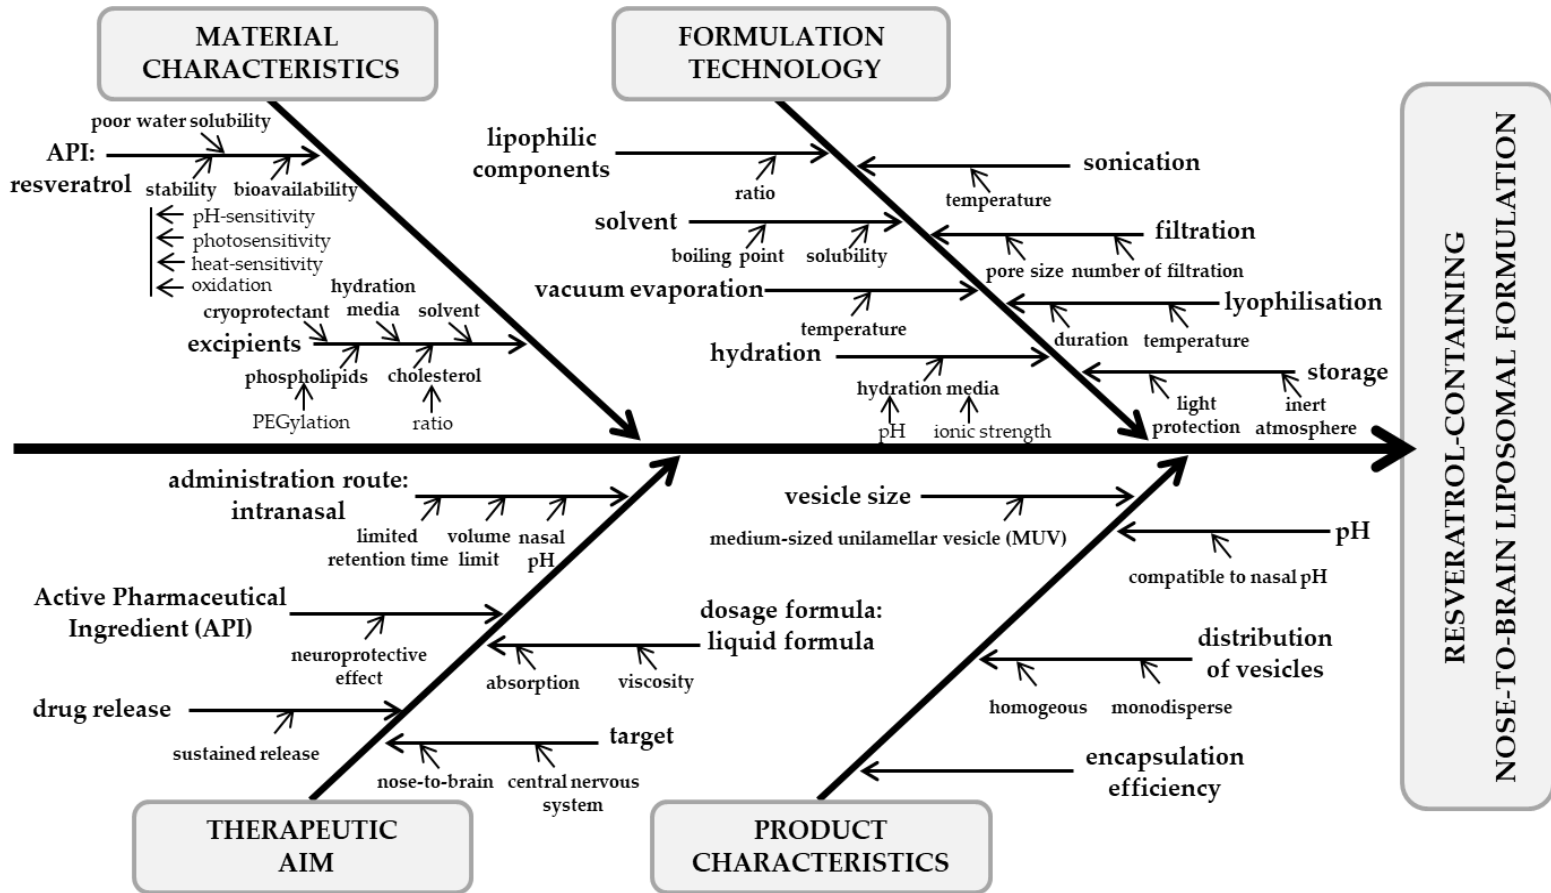 MATERIAL
CHARACTERISTICS
poor water solubility
API:
resveratrol
stability
bioavailability
pH-sensitivity
photosensitivity
heat-sensitivity
oxidation
hydration
media
cryoprotectant
solvent
excipients
phospholipids
cholesterol
PEGylation
ratio
FORMULATION
TECHNOLOGY
lipophilic
components
ratio
sonication
temperature
solvent
boiling point
solubility
filtration
pore size
number of filtration
vacuum evaporation
temperature
lyophilisation
duration
temperature
hydration
hydration media
pH
ionic strength
storage
light
protection
inert
atmosphere
administration route:
intranasal
limited
retention time
volume
limit
nasal
pH
Active Pharmaceutical
Ingredient (API)
neuroprotective
effect
dosage formula:
liquid formula
absorption
viscosity
drug release
sustained release
target
nose-to-brain
central nervous
system
THERAPEUTIC
AIM
vesicle size
medium-sized unilamellar vesicle (MUV)
pH
compatible to nasal pH
distribution
of vesicles
homogeous
monodisperse
encapsulation
efficiency
PRODUCT
CHARACTERISTICS
RESVERATROL-CONTAINING
NOSE-TO-BRAIN LIPOSOMAL FORMULATION